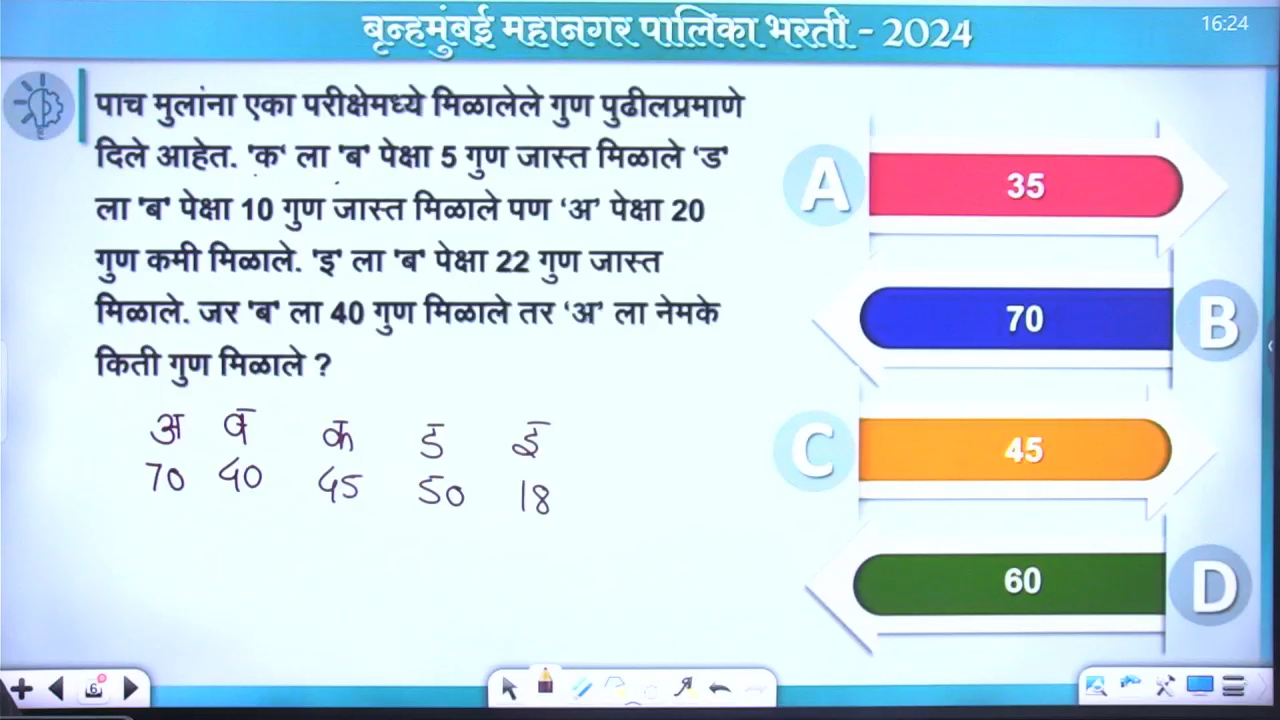 बृन्हमुंबई महानगर पालिका भरती - 2024
16:24
पाच मुलांना एका परीक्षेमध्ये मिळालेले गुण पुढीलप्रमाणे
दिले आहेत. 'क' ला 'ब' पेक्षा 5 गुण जास्त मिळाले 'ड'
ला 'ब' पेक्षा 10 गुण जास्त मिळाले पण 'अ' पेक्षा 20
गुण कमी मिळाले. 'इ' ला 'ब' पेक्षा 22 गुण जास्त
मिळाले. जर 'ब' ला 40 गुण मिळाले तर 'अ' ला नेमके
किती गुण मिळाले ?
अ ब क ड इ
70 40 45 50 18
A 35
70 B
C 45
60 D
6